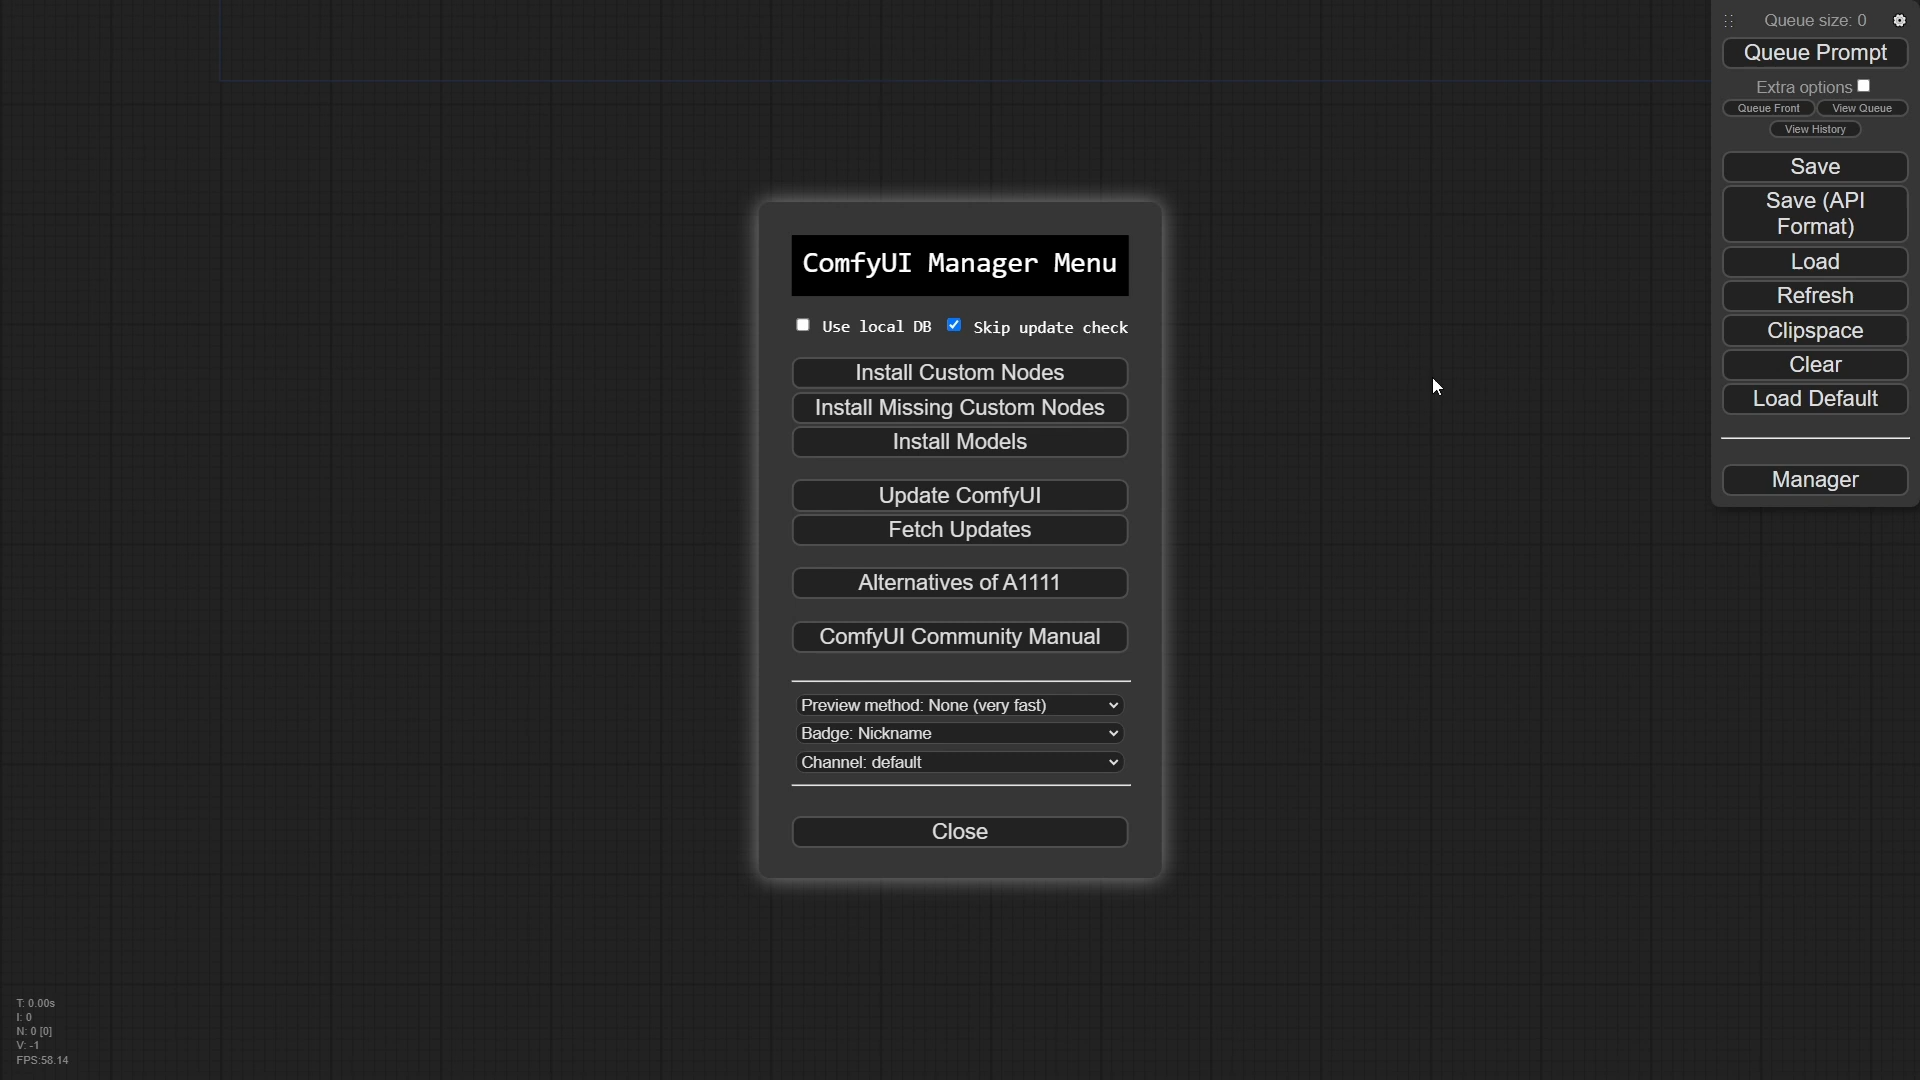 Queue size: 0
Queue Prompt
Extra options
Queue Front View Queue
View History
Save
Save (API
Format)
Load
Refresh
Clipspace
Clear
Load Default
Manager
ComfyUI Manager Menu
Use local DB Skip update check
Install Custom Nodes
Install Missing Custom Nodes
Install Models
Update ComfyUI
Fetch Updates
Alternatives of A1111
ComfyUI Community Manual
Preview method: None (very fast)
Badge: Nickname
Channel: default
Close
T: 0.00s
I: 0
N: 0 [0]
V: -1
FPS:58.14